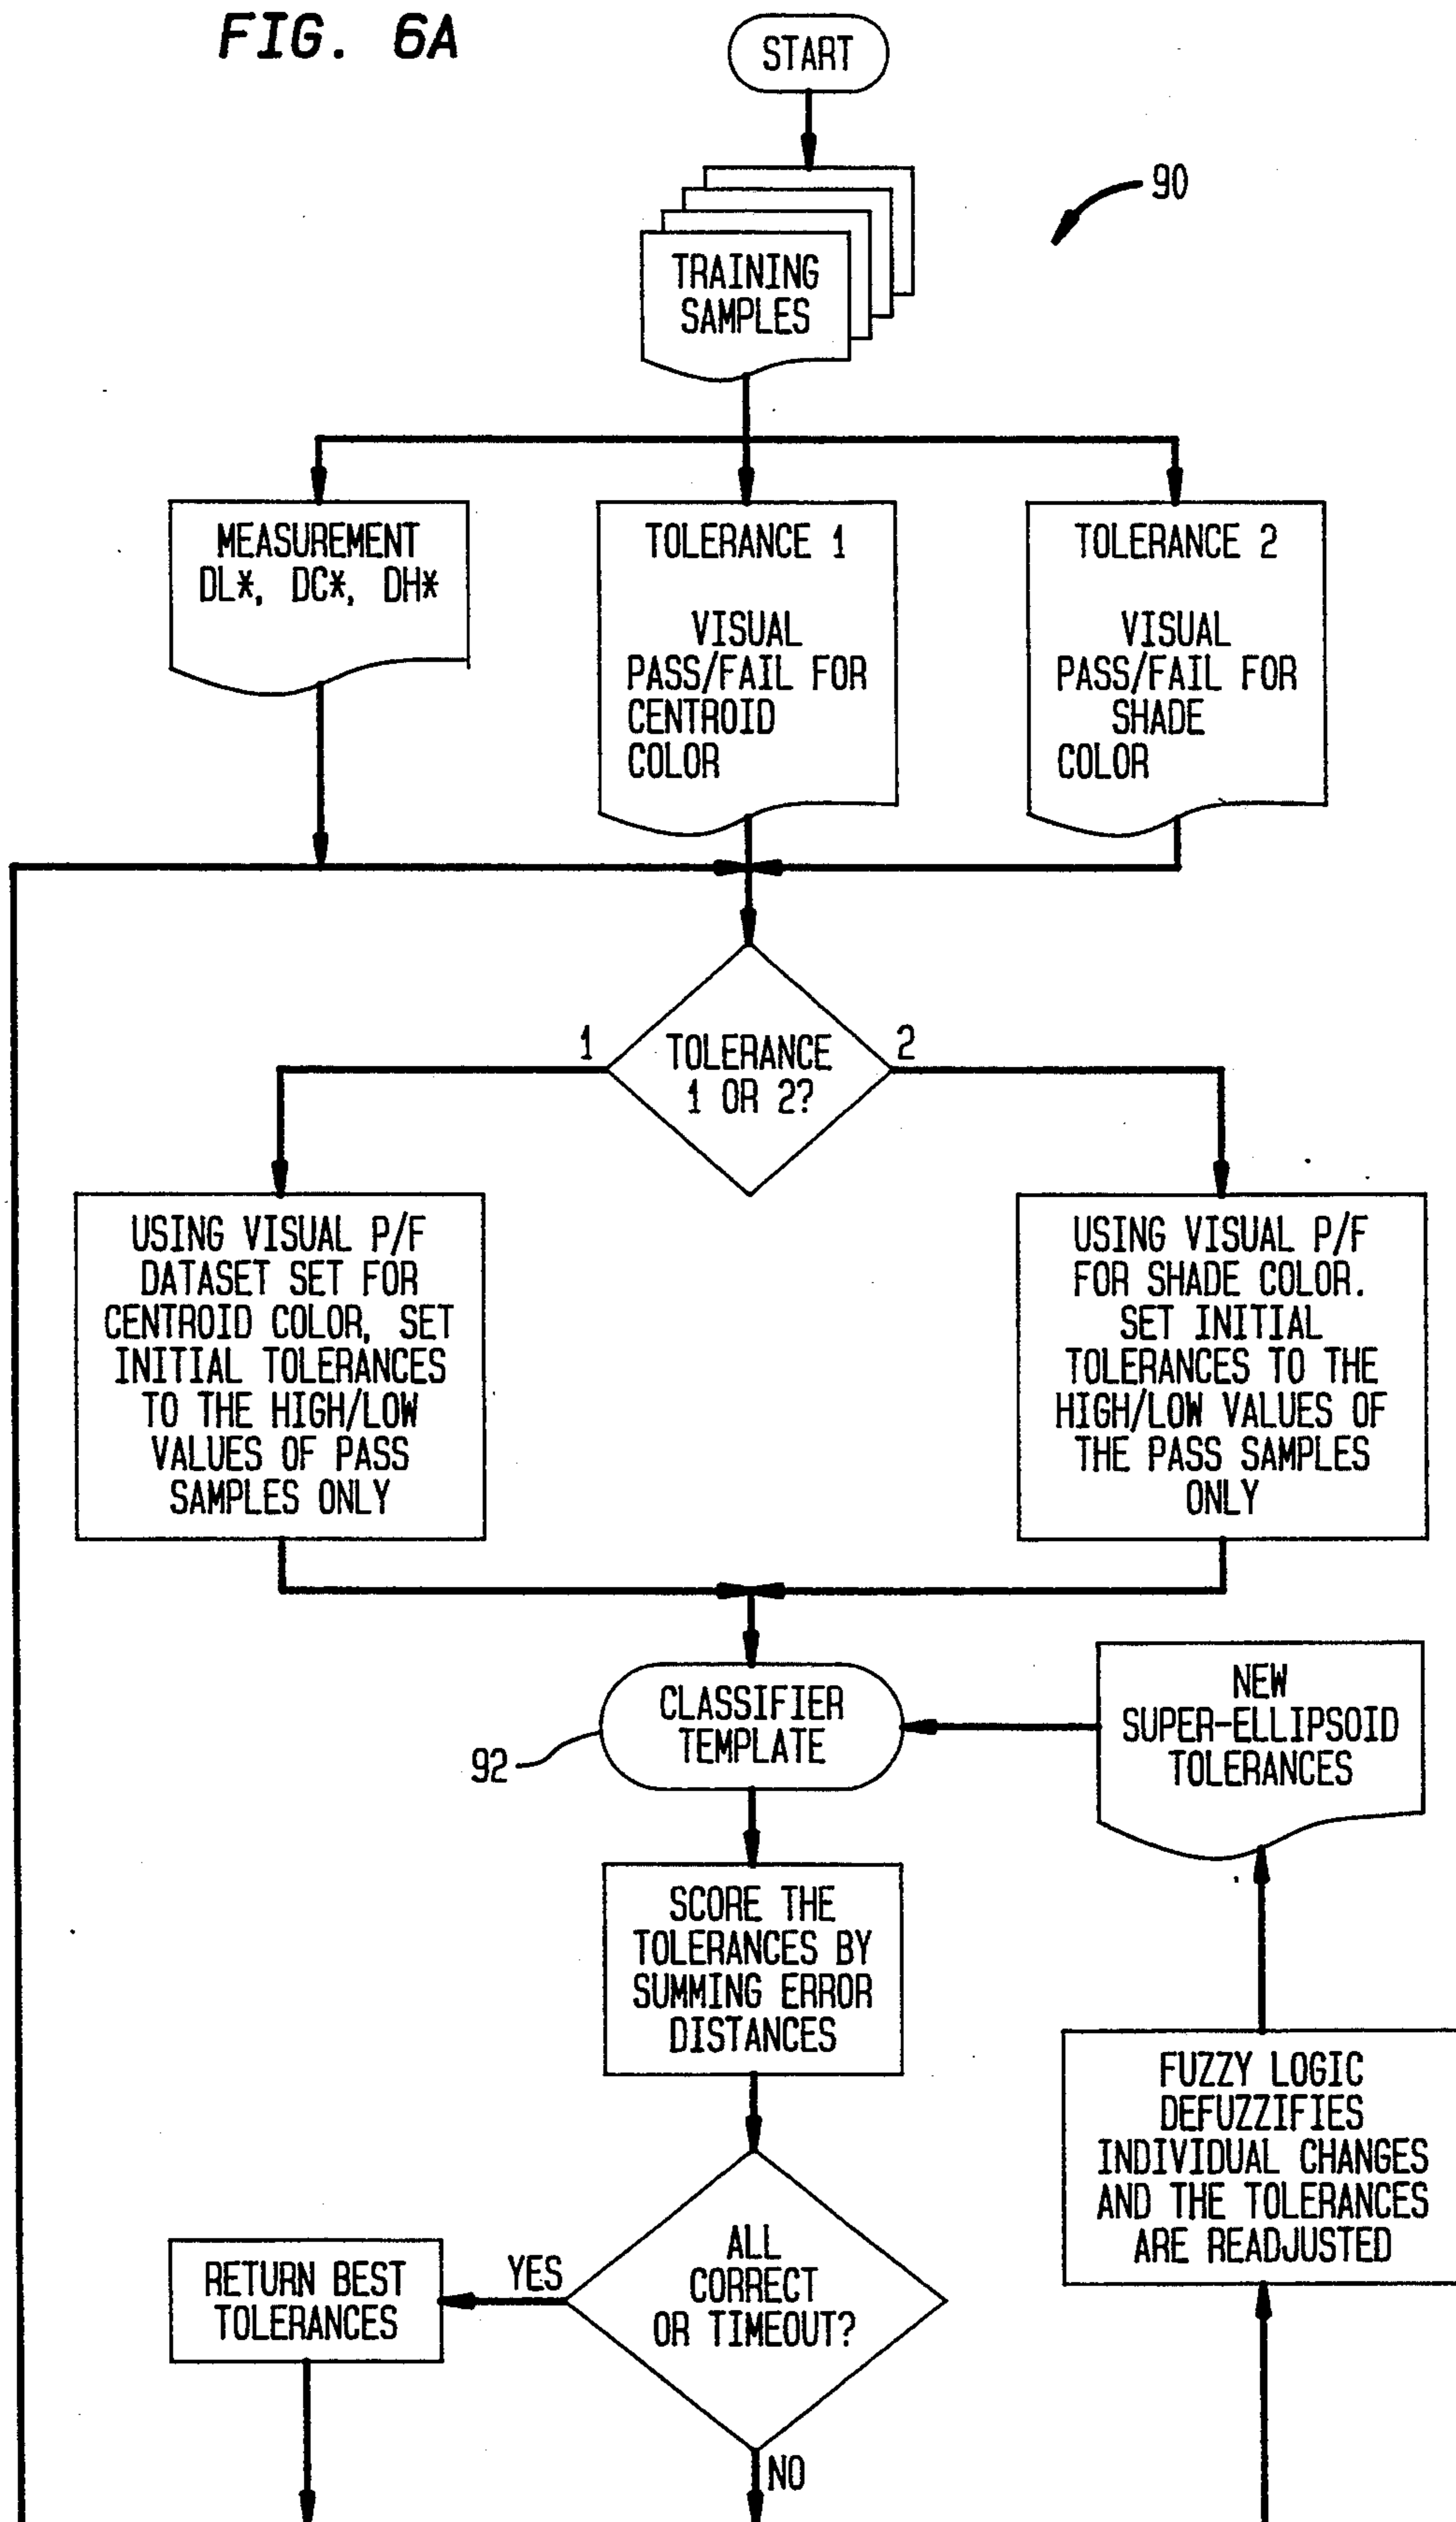 FIG. 6A
START
90
TRAINING
SAMPLES
MEASUREMENT
DL*, DC*, DH*
TOLERANCE 1
VISUAL
PASS/FAIL FOR
CENTROID
COLOR
TOLERANCE 2
VISUAL
PASS/FAIL FOR
SHADE
COLOR
1
TOLERANCE
1 OR 2?
2
USING VISUAL P/F
DATASET SET FOR
CENTROID COLOR, SET
INITIAL TOLERANCES
TO THE HIGH/LOW
VALUES OF PASS
SAMPLES ONLY
USING VISUAL P/F
FOR SHADE COLOR.
SET INITIAL
TOLERANCES TO THE
HIGH/LOW VALUES OF
THE PASS SAMPLES
ONLY
CLASSIFIER
TEMPLATE
92
NEW
SUPER-ELLIPSOID
TOLERANCES
SCORE THE
TOLERANCES BY
SUMMING ERROR
DISTANCES
FUZZY LOGIC
DEFUZZIFIES
INDIVIDUAL CHANGES
AND THE TOLERANCES
ARE READJUSTED
ALL
CORRECT
OR TIMEOUT?
YES
RETURN BEST
TOLERANCES
NO